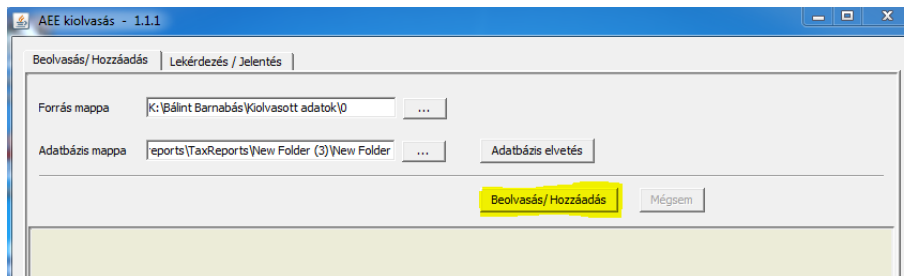 AEE kiolvasás - 1.1.1
Beolvasás/Hozzáadás Lekérdezés / Jelentés
Forrás mappa K:\Bálint Barnabás\Kiolvasott adatok\0 ...
Adatbázis mappa reports\TaxReports\New Folder (3)\New Folder ... Adatbázis elvetés
Beolvasás/Hozzáadás Mégsem